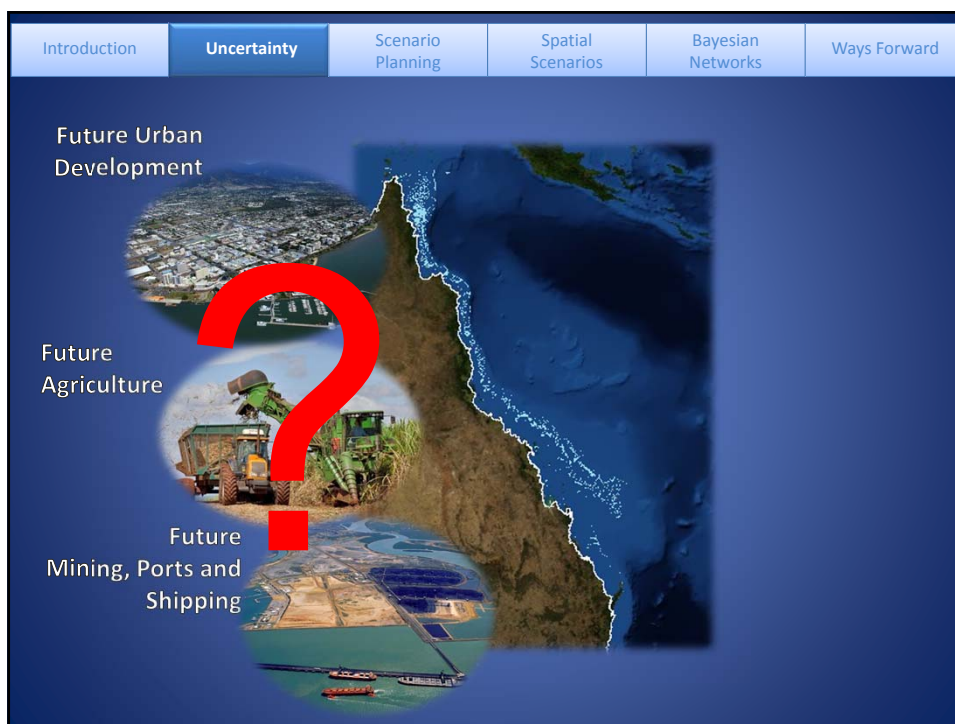 Introduction
Uncertainty
Scenario
Planning
Spatial
Scenarios
Bayesian
Networks
Ways Forward
Future Urban
Development
Future
Agriculture
?
Future
Mining, Ports and
Shipping